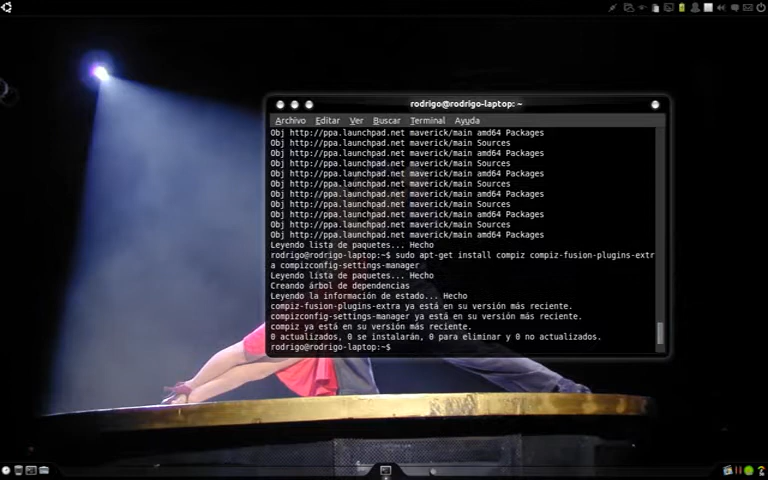 rodrigo@rodrigo-laptop: ~
Archivo Editar Ver Buscar Terminal Ayuda
Obj http://ppa.launchpad.net maverick/main amd64 Packages
Obj http://ppa.launchpad.net maverick/main Sources
Obj http://ppa.launchpad.net maverick/main amd64 Packages
Obj http://ppa.launchpad.net maverick/main Sources
Obj http://ppa.launchpad.net maverick/main amd64 Packages
Obj http://ppa.launchpad.net maverick/main Sources
Obj http://ppa.launchpad.net maverick/main amd64 Packages
Obj http://ppa.launchpad.net maverick/main Sources
Obj http://ppa.launchpad.net maverick/main amd64 Packages
Obj http://ppa.launchpad.net maverick/main Sources
Obj http://ppa.launchpad.net maverick/main amd64 Packages
Leyendo lista de paquetes... Hecho
rodrigo@rodrigo-laptop:~$ sudo apt-get install compiz compiz-fusion-plugins-extr
a compizconfig-settings-manager
Leyendo lista de paquetes... Hecho
Creando árbol de dependencias
Leyendo la información de estado... Hecho
compiz-fusion-plugins-extra ya está en su versión más reciente.
compizconfig-settings-manager ya está en su versión más reciente.
compiz ya está en su versión más reciente.
0 actualizados, 0 se instalarán, 0 para eliminar y 0 no actualizados.
rodrigo@rodrigo-laptop:~$